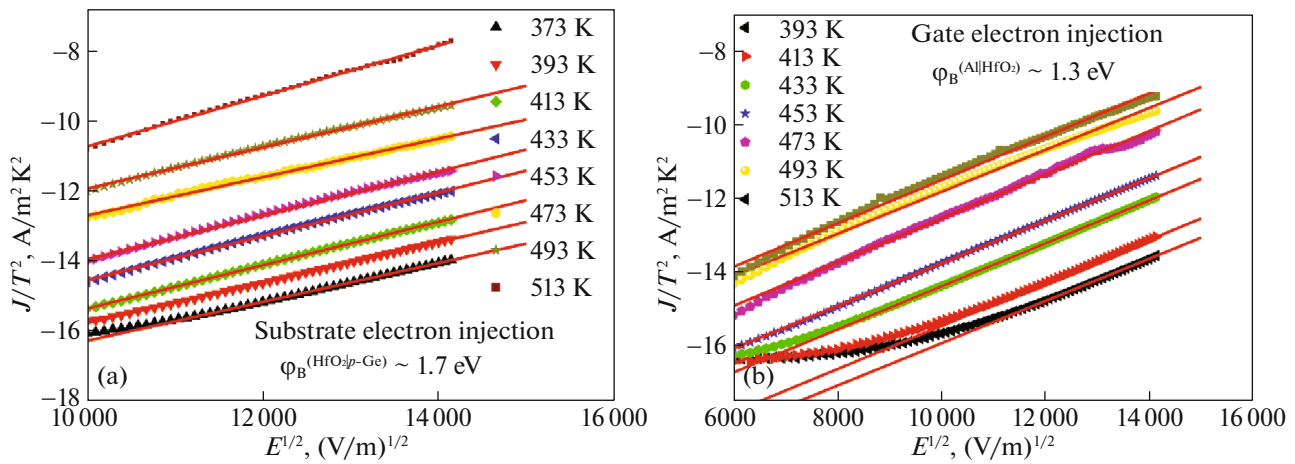 −8
−10
−12
−14
−16
−18
J/T², A/m² K²
373 K
393 K
413 K
433 K
453 K
473 K
493 K
513 K
Substrate electron injection
φB(HfO₂|p-Ge) ~ 1.7 eV
(a)
10 000 12 000 14 000 16 000
E1/2, (V/m)1/2
−8
−10
−12
−14
−16
J/T², A/m² K²
393 K
413 K
433 K
453 K
473 K
493 K
513 K
Gate electron injection
φB(Al|HfO₂) ~ 1.3 eV
(b)
6000 8000 10 000 12 000 14 000 16 000
E1/2, (V/m)1/2